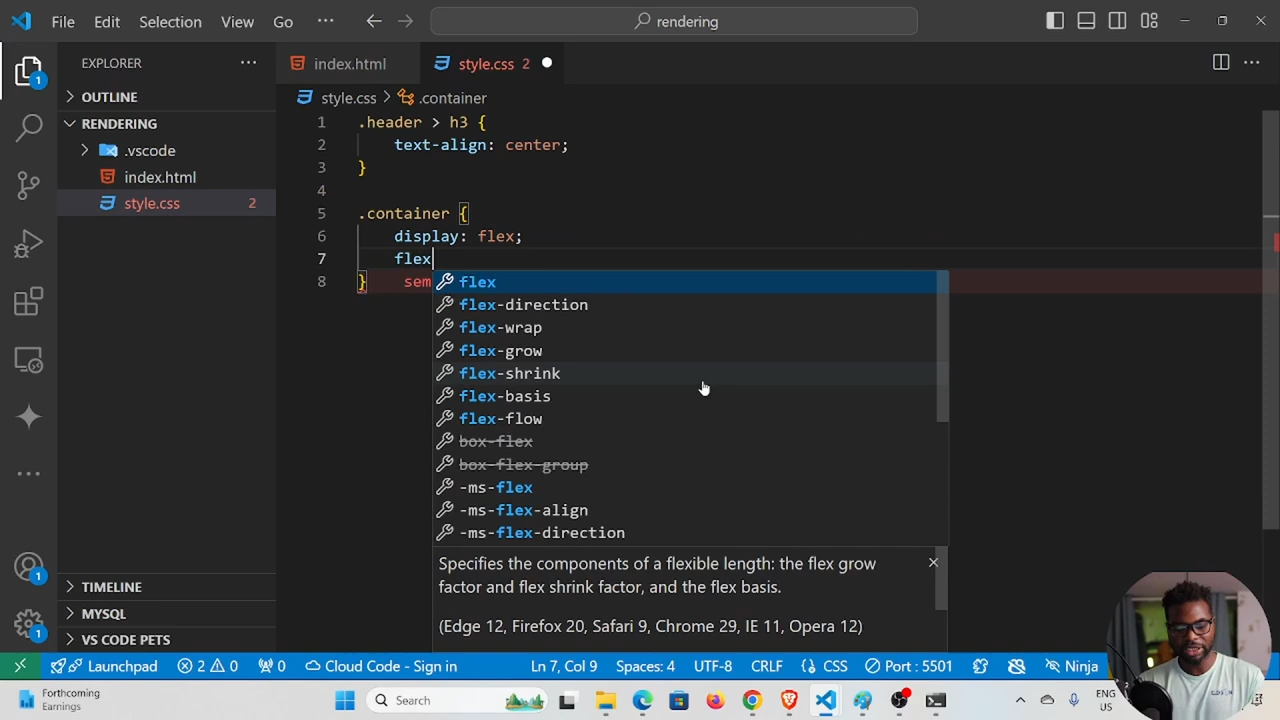 File Edit Selection View Go ··· rendering
EXPLORER ···
index.html style.css 2
OUTLINE
style.css > .container
RENDERING
.vscode
index.html
style.css 2
1 .header > h3 {
2 text-align: center;
3 }
4
5 .container {
6 display: flex;
7 flex
8 } sem
flex
flex-direction
flex-wrap
flex-grow
flex-shrink
flex-basis
flex-flow
box-flex
box-flex-group
-ms-flex
-ms-flex-align
-ms-flex-direction
Specifies the components of a flexible length: the flex grow
factor and flex shrink factor, and the flex basis.
(Edge 12, Firefox 20, Safari 9, Chrome 29, IE 11, Opera 12)
1
1
1
TIMELINE
MYSQL
VS CODE PETS
Launchpad 2 0 0 Cloud Code - Sign in Ln 7, Col 9 Spaces: 4 UTF-8 CRLF CSS Port : 5501 Ninja
Forthcoming
Earnings
Search
ENG
US